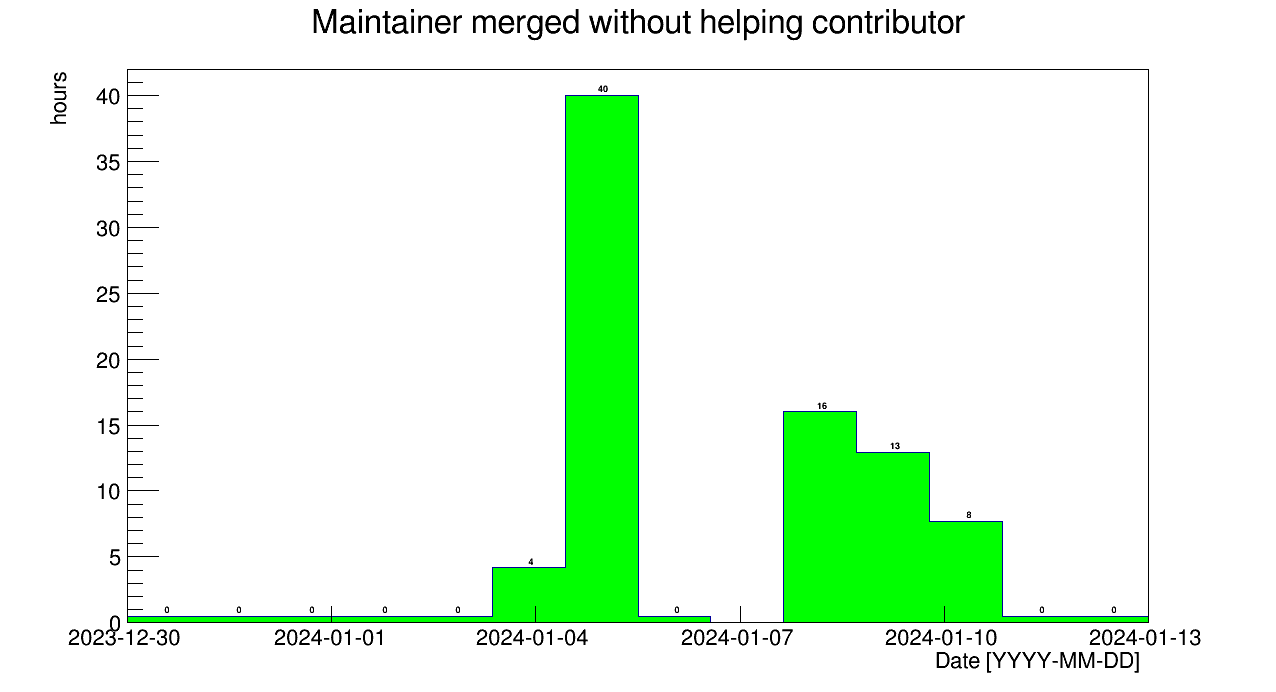 Maintainer merged without helping contributor
hours
40
35
30
25
20
15
10
5
0
0 0 0 0 0 4 40 0 16 13 8 0 0
2023-12-30 2024-01-01 2024-01-04 2024-01-07 2024-01-10 2024-01-13
Date [YYYY-MM-DD]